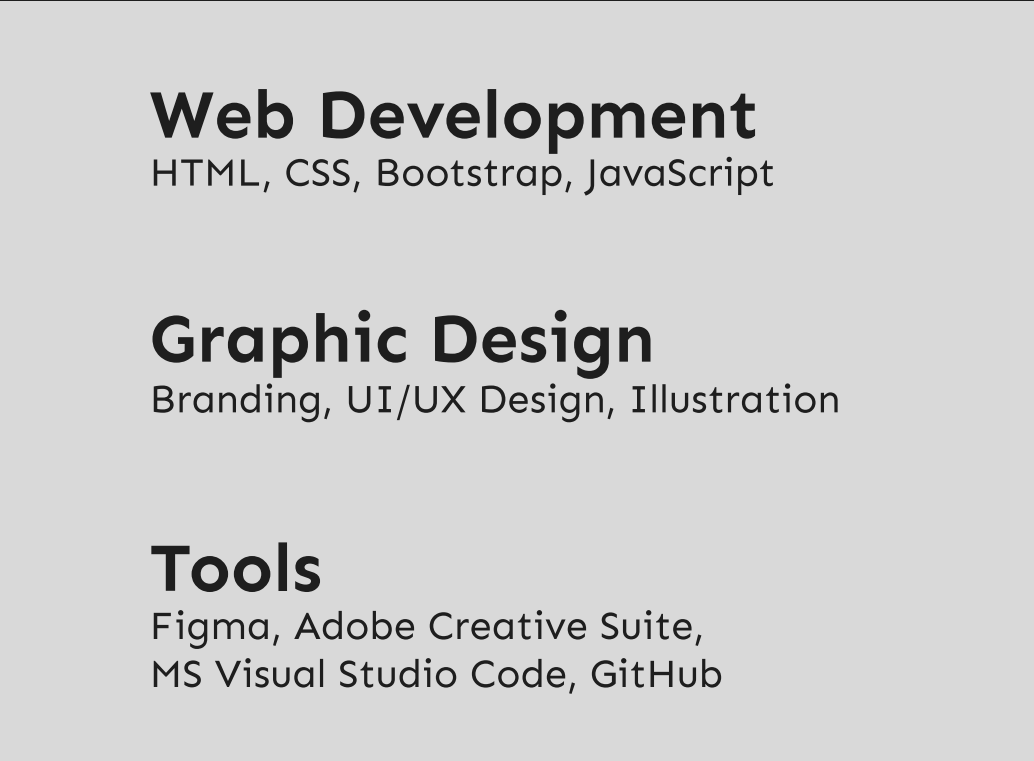 Web Development
HTML, CSS, Bootstrap, JavaScript
Graphic Design
Branding, UI/UX Design, Illustration
Tools
Figma, Adobe Creative Suite,
MS Visual Studio Code, GitHub